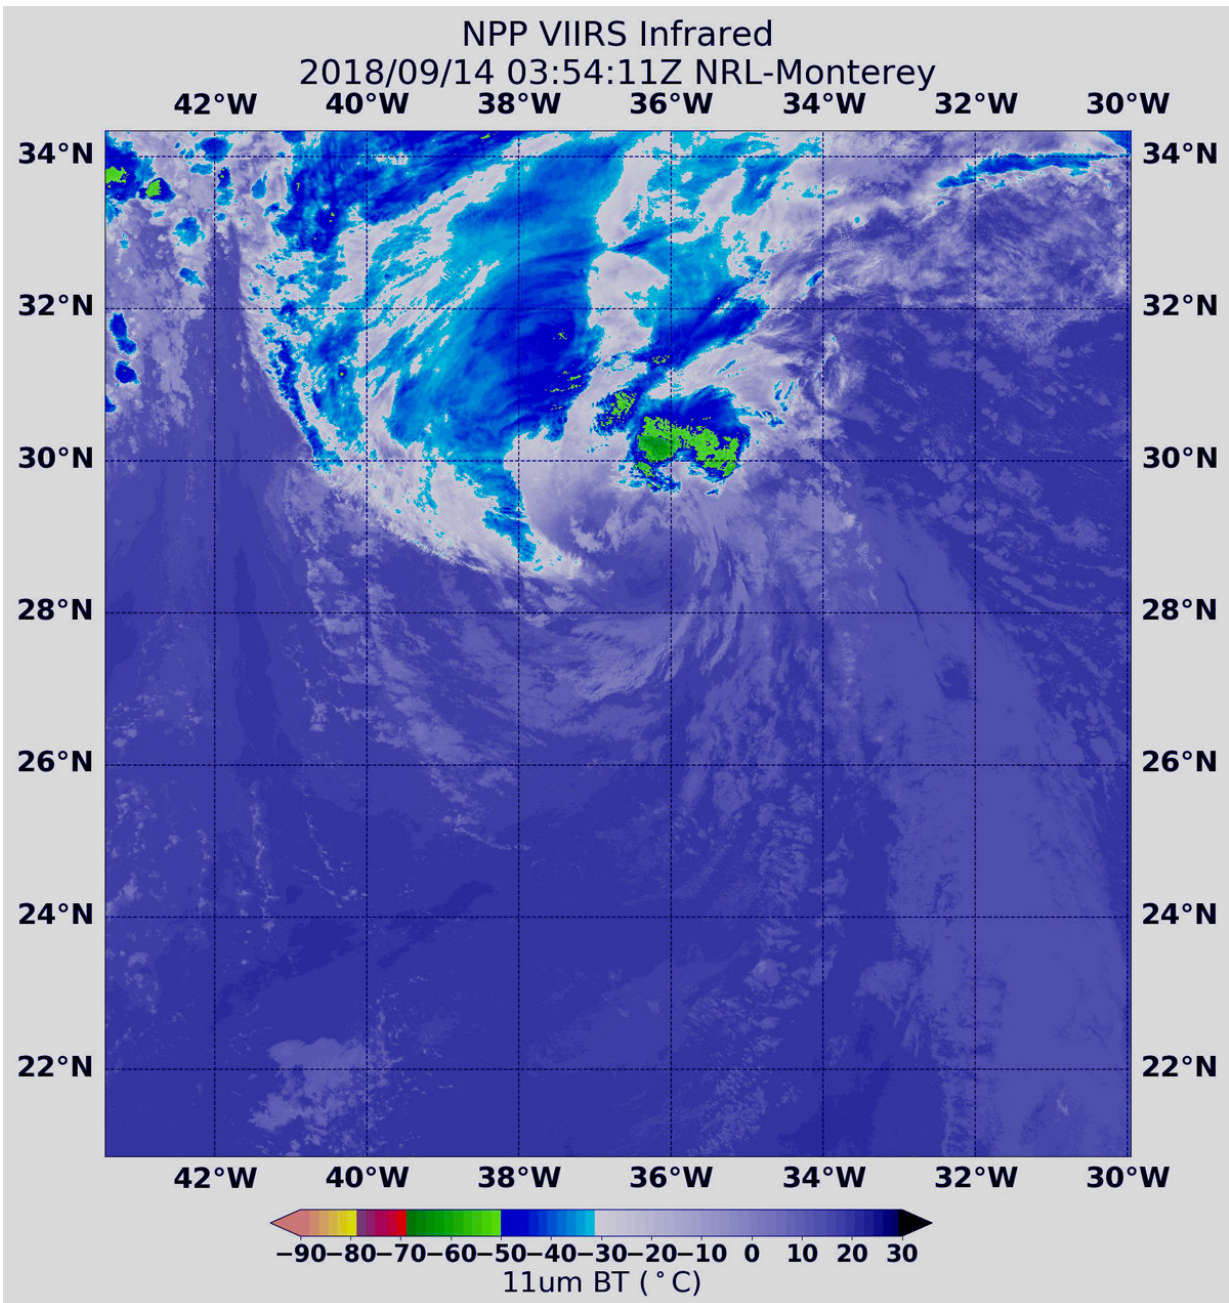 NPP VIIRS Infrared
2018/09/14 03:54:11Z NRL-Monterey
42°W 40°W 38°W 36°W 34°W 32°W 30°W
34°N 34°N
32°N 32°N
30°N 30°N
28°N 28°N
26°N 26°N
24°N 24°N
22°N 22°N
42°W 40°W 38°W 36°W 34°W 32°W 30°W
−90 −80 −70 −60 −50 −40 −30 −20 −10 0 10 20 30
11um BT (°C)